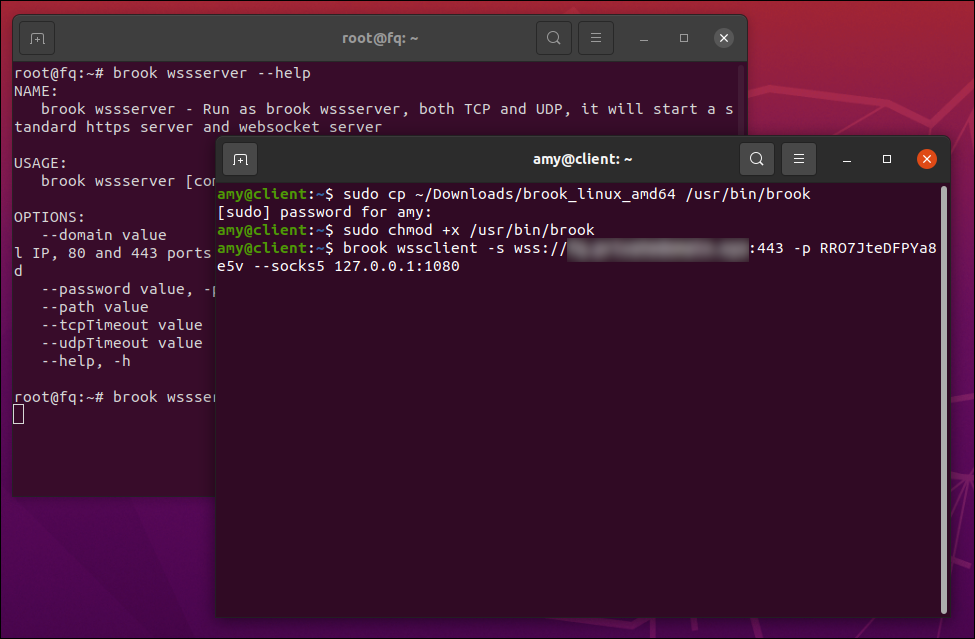 root@fq: ~
root@fq:~# brook wssserver --help
NAME:
brook wssserver - Run as brook wssserver, both TCP and UDP, it will start a s
tandard https server and websocket server
USAGE:
brook wssserver [co
OPTIONS:
--domain value
l IP, 80 and 443 ports
d
--password value, -
--path value
--tcpTimeout value
--udpTimeout value
--help, -h
root@fq:~# brook wssse
amy@client: ~
amy@client:~$ sudo cp ~/Downloads/brook_linux_amd64 /usr/bin/brook
[sudo] password for amy:
amy@client:~$ sudo chmod +x /usr/bin/brook
amy@client:~$ brook wssclient -s wss:// :443 -p RRO7JteDFPYa8
e5v --socks5 127.0.0.1:1080